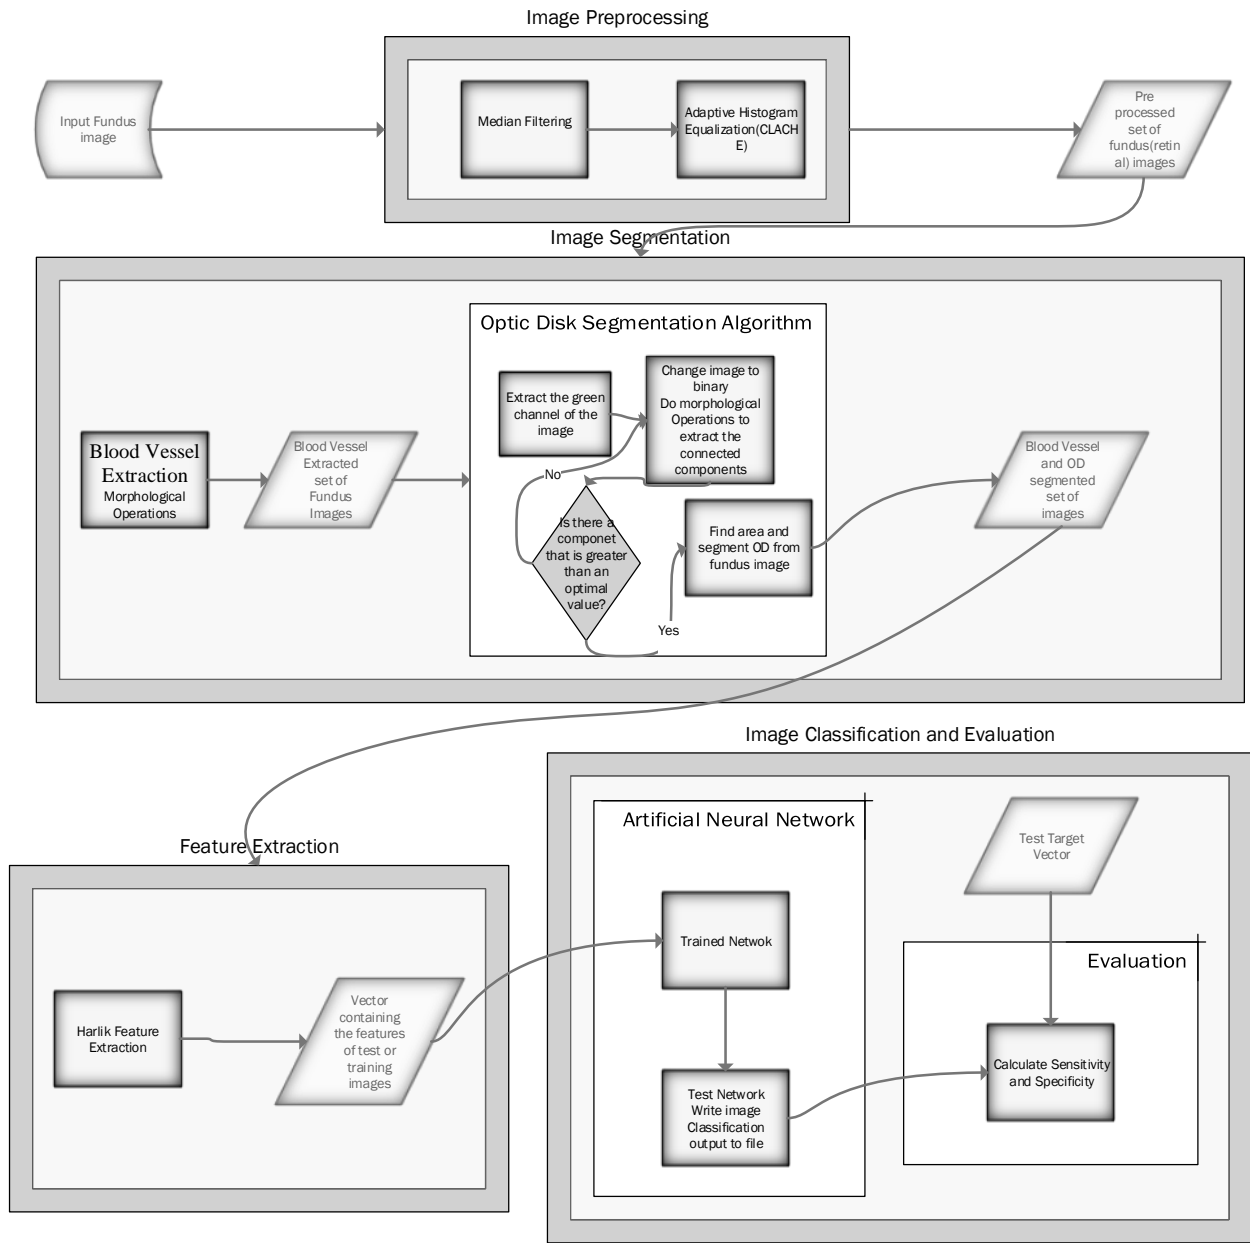 Image Preprocessing
Input Fundus
image
Median Filtering
Adaptive Histogram
Equalization(CLACH
E)
Pre
processed
set of
fundus(retin
al) images
Image Segmentation
Optic Disk Segmentation Algorithm
Blood Vessel
Extraction
Morphological
Operations
Blood Vessel
Extracted
set of
Fundus
Images
Extract the green
channel of the
image
Change image to
binary
Do morphological
Operations to
extract the
connected
components
No
Is there a
componet
that is greater
than an
optimal
value?
Yes
Find area and
segment OD from
fundus image
Blood Vessel
and OD
segmented
set of
images
Feature Extraction
Harlik Feature
Extraction
Vector
containing
the features
of test or
training
images
Image Classification and Evaluation
Artificial Neural Network
Trained Netwok
Test Network
Write image
Classification
output to file
Test Target
Vector
Evaluation
Calculate Sensitivity
and Specificity